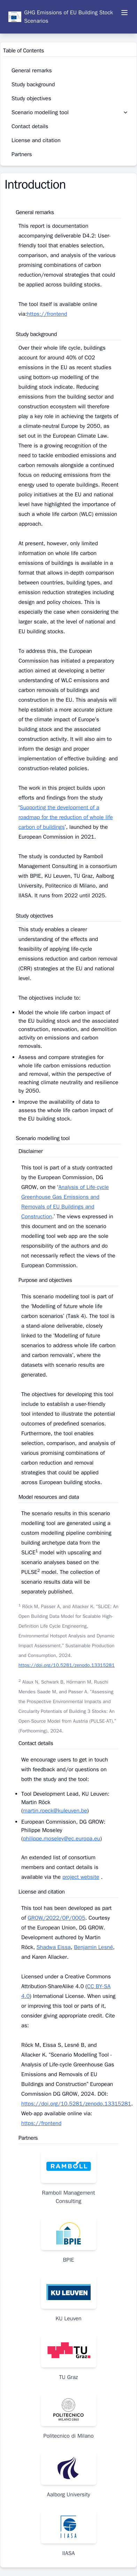 GHG Emissions of EU Building Stock
Scenarios
Table of Contents
General remarks
Study background
Study objectives
Scenario modelling tool
Contact details
License and citation
Partners
Introduction
General remarks
This report is documentation
accompanying deliverable D4.2: User-
friendly tool that enables selection,
comparison, and analysis of the various
promising combinations of carbon
reduction/removal strategies that could
be applied across building stocks.
The tool itself is available online
via:https://frontend
Study background
Over their whole life cycle, buildings
account for around 40% of CO2
emissions in the EU as recent studies
using bottom-up modelling of the
building stock indicate. Reducing
emissions from the building sector and
construction ecosystem will therefore
play a key role in meeting the targets of
a climate-neutral Europe by 2050, as
set out in the European Climate Law.
There is a growing recognition of the
need to tackle embodied emissions and
carbon removals alongside a continued
focus on reducing emissions from the
energy used to operate buildings. Recent
policy initiatives at the EU and national
level have highlighted the importance of
such a whole life carbon (WLC) emission
approach.
At present, however, only limited
information on whole life carbon
emissions of buildings is available in a
format that allows for in-depth analysis
between countries, building types, and
emission reduction strategies including
strategies and policy choices. This is
especially the case when considering the
larger scale, at the level of national and
EU building stocks.
To address this, the European
Commission has initiated a project
aimed at developing a better
understanding of WLC emissions and
related impacts from buildings and
construction within the EU. This analysis will
aim to establish a more accurate picture
of the whole life impact of Europe's
building stock and the associated
construction activity. It will also aim to
inform the design and
implementation of existing building- and
construction-related policies.
The work in this project builds upon
efforts and findings from the study
'Supporting the development of a
roadmap for the reduction of whole life
carbon of buildings', launched by the
European Commission in 2021.
The study is conducted by Ramboll
Management Consulting in a consortium
with BPIE, KU Leuven, TU Graz, Aalborg
University, Politecnico di Milano, and
IIASA. It runs from 2022 until 2025.
Study objectives
This study enables a clearer
understanding of the effects and
feasibility of applying life cycle
emission reduction and carbon removal
(CRR) strategies at the EU and national
level.
The objectives include to:
Model the whole life carbon impact of
the EU building stock and the associated
construction sector, based on present
activity on emissions and carbon
removals.
Assess and compare strategies for
whole life carbon emissions reduction
and removal, within the perspective of
reaching climate neutrality and resilience
by 2050.
Improve the availability of data to
assess the whole life carbon impact of
the EU building stock.
Scenario modelling tool
Disclaimer
This tool is part of a study contracted
by the European Commission, DG
GROW, on the 'Analysis of Life-cycle
Greenhouse Gas Emissions and
Removals of EU Buildings and
Construction.' The views expressed in
this document and on the scenario
modelling tool web app are the sole
responsibility of the authors and do
not necessarily reflect the views of the
European Commission.
Purpose and objectives
This scenario modelling tool is part of
the 'Modelling of future whole life
carbon scenarios' (Task 4). The tool is
a stand-alone deliverable, closely
linked to the 'Modelling of future
scenarios to address whole life carbon
and carbon removals', where the
datasets with scenario results are
generated.
The objectives for developing this tool
include to establish an easy-to-use and
user-friendly platform to illustrate the
potential outcomes of decarbonisation
scenarios. Furthermore, the tool allows
selection, comparison, and analysis of
various promising combinations of
carbon reduction and removal
strategies that could be applied
across European building stocks.
Model resources and data
The scenario results in this scenario
modelling tool are generated using a
custom modelling pipeline combining
building archetype data from the
SLiCE1 model with upscaling and
scenario analyses based on the
PULSE2 model. The collection of
scenario results data will be
separately published.
1 Röck M, Passer A, and Allacker K. "SLiCE: An
Open Building Data Model for Scalable High-
Definition Life Cycle Engineering,
Environmental Hotspot Analysis and Dynamic
Impact Assessment," Sustainable Production
and Consumption, 2024.
https://doi.org/10.5281/zenodo.13315281
2 Alaux N, Schwark B, Hörmann M, Ruschi
Mendes Saade M, and Passer A. "Assessing
the Prospective Environmental Impacts and
Circularity Potentials of Building Stocks: An
Open-Source Model from Austria (PULSE-AT),"
(Forthcoming), 2024.
Contact details
We encourage users to get in touch
with feedback and/or questions on
both the study and the tool:
Tool Development Lead, KU Leuven:
Martin Röck
(martin.roeck@kuleuven.be)
European Commission, DG GROW:
Philippe Moseley
(philippe.moseley@ec.europa.eu)
An extended list of consortium
members and contact details is
available via the project website .
License and citation
This tool has been developed as part
of GROW/2022/OP/0005. Courtesy
of the European Union, DG GROW.
Development authored by Martin
Röck, Shadwa Eissa, Benjamin Lesné,
and Karen Allacker.
Licensed under a Creative Commons
Attribution-ShareAlike 4.0 (CC BY-SA
4.0) International License. When using
or improving this tool versions of it,
consider giving appropriate credit. Cite
as:
Röck M, Eissa S, Lesné B, and
Allacker K. "Scenario Modelling Tool -
Analysis of Life-cycle Greenhouse Gas
Emissions and Removals of EU
Buildings and Construction" European
Commission DG GROW, 2024. DOI:
https://doi.org/10.5281/zenodo.13315281.
Web app available online via:
https://frontend
Partners
RAMBOLL
Ramboll Management
Consulting
BPIE
BPIE
KU LEUVEN
KU Leuven
TU Graz
TU Graz
POLITECNICO
MILANO 1863
Politecnico di Milano
Aalborg University
IIASA
IIASA